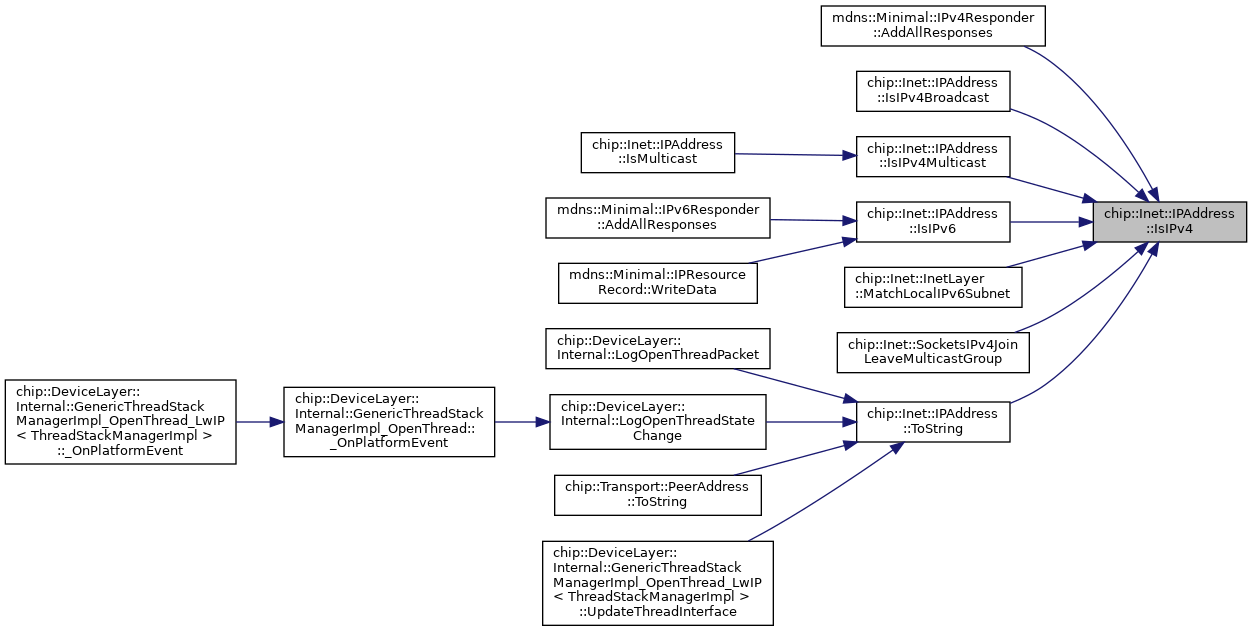 mdns::Minimal::IPv4Responder
::AddAllResponses
chip::Inet::IPAddress
::IsIPv4Broadcast
chip::Inet::IPAddress
::IsMulticast
chip::Inet::IPAddress
::IsIPv4Multicast
mdns::Minimal::IPv6Responder
::AddAllResponses
chip::Inet::IPAddress
::IsIPv6
chip::Inet::IPAddress
::IsIPv4
mdns::Minimal::IPResource
Record::WriteData
chip::Inet::InetLayer
::MatchLocalIPv6Subnet
chip::DeviceLayer::
Internal::LogOpenThreadPacket
chip::Inet::SocketsIPv4Join
LeaveMulticastGroup
chip::DeviceLayer::
Internal::GenericThreadStack
ManagerImpl_OpenThread_LwIP
< ThreadStackManagerImpl >
::_OnPlatformEvent
chip::DeviceLayer::
Internal::GenericThreadStack
ManagerImpl_OpenThread::
_OnPlatformEvent
chip::DeviceLayer::
Internal::LogOpenThreadState
Change
chip::Inet::IPAddress
::ToString
chip::Transport::PeerAddress
::ToString
chip::DeviceLayer::
Internal::GenericThreadStack
ManagerImpl_OpenThread_LwIP
< ThreadStackManagerImpl >
::UpdateThreadInterface